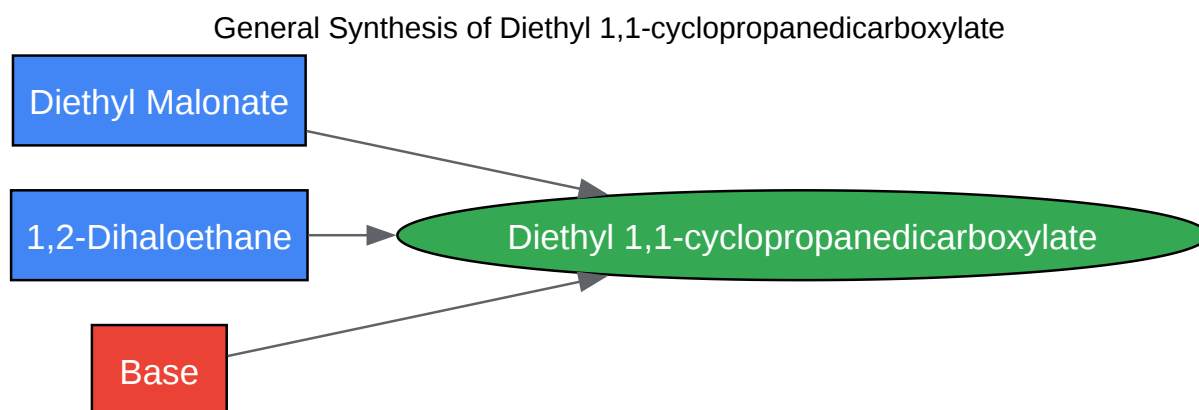 General Synthesis of Diethyl 1,1-cyclopropanedicarboxylate
Diethyl Malonate
1,2-Dihaloethane
Diethyl 1,1-cyclopropanedicarboxylate
Base